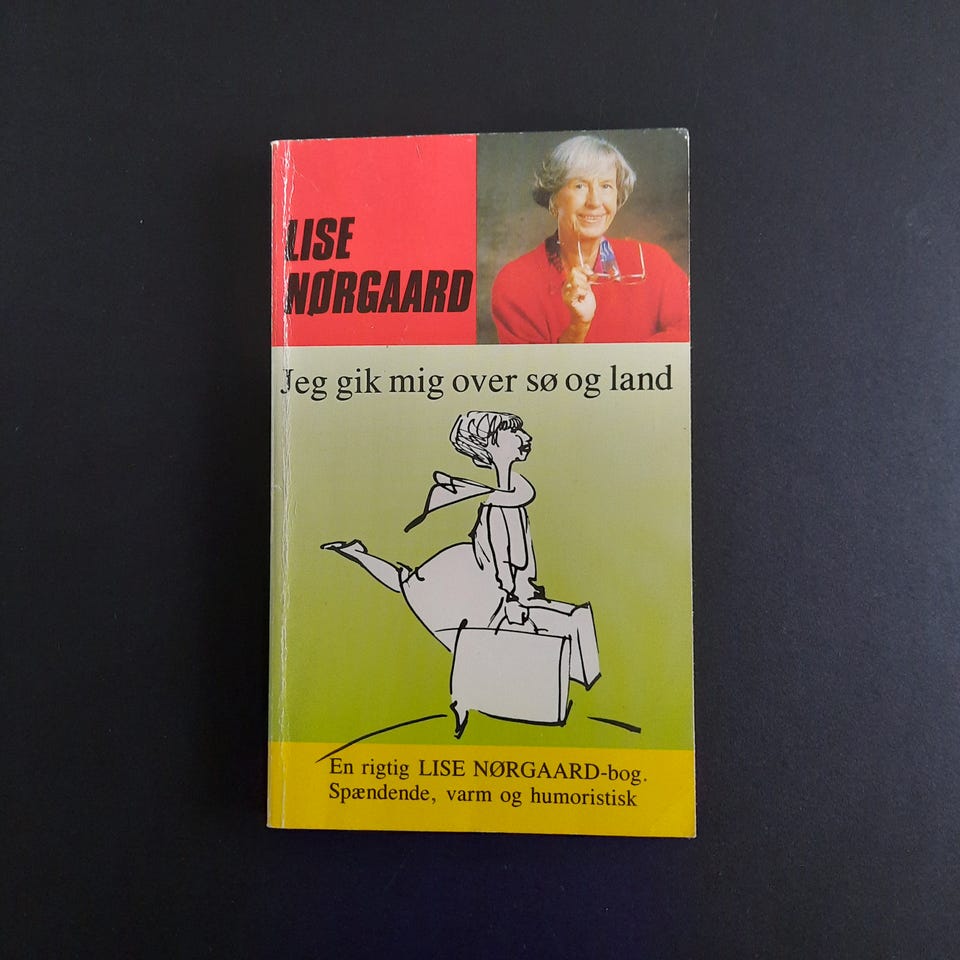 LISE
NØRGAARD
Jeg gik mig over sø og land
En rigtig LISE NØRGAARD-bog.
Spændende, varm og humoristisk